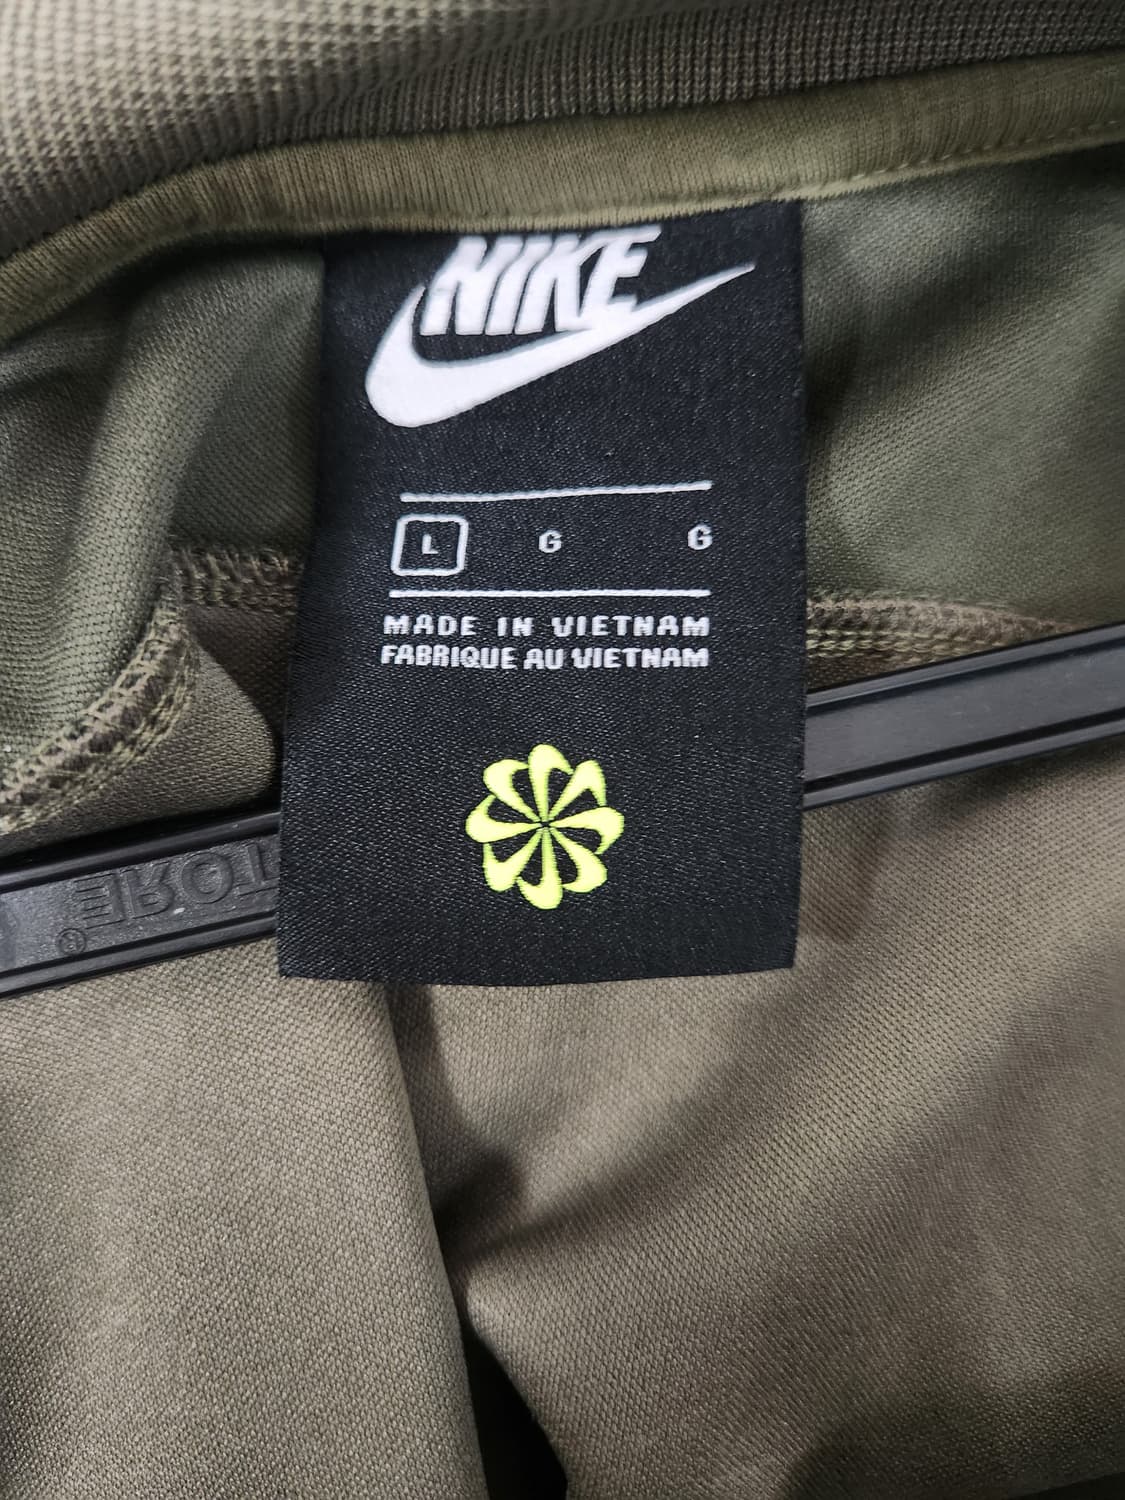 NIKE
L G G
MADE IN VIETNAM
FABRIQUE AU VIETNAM